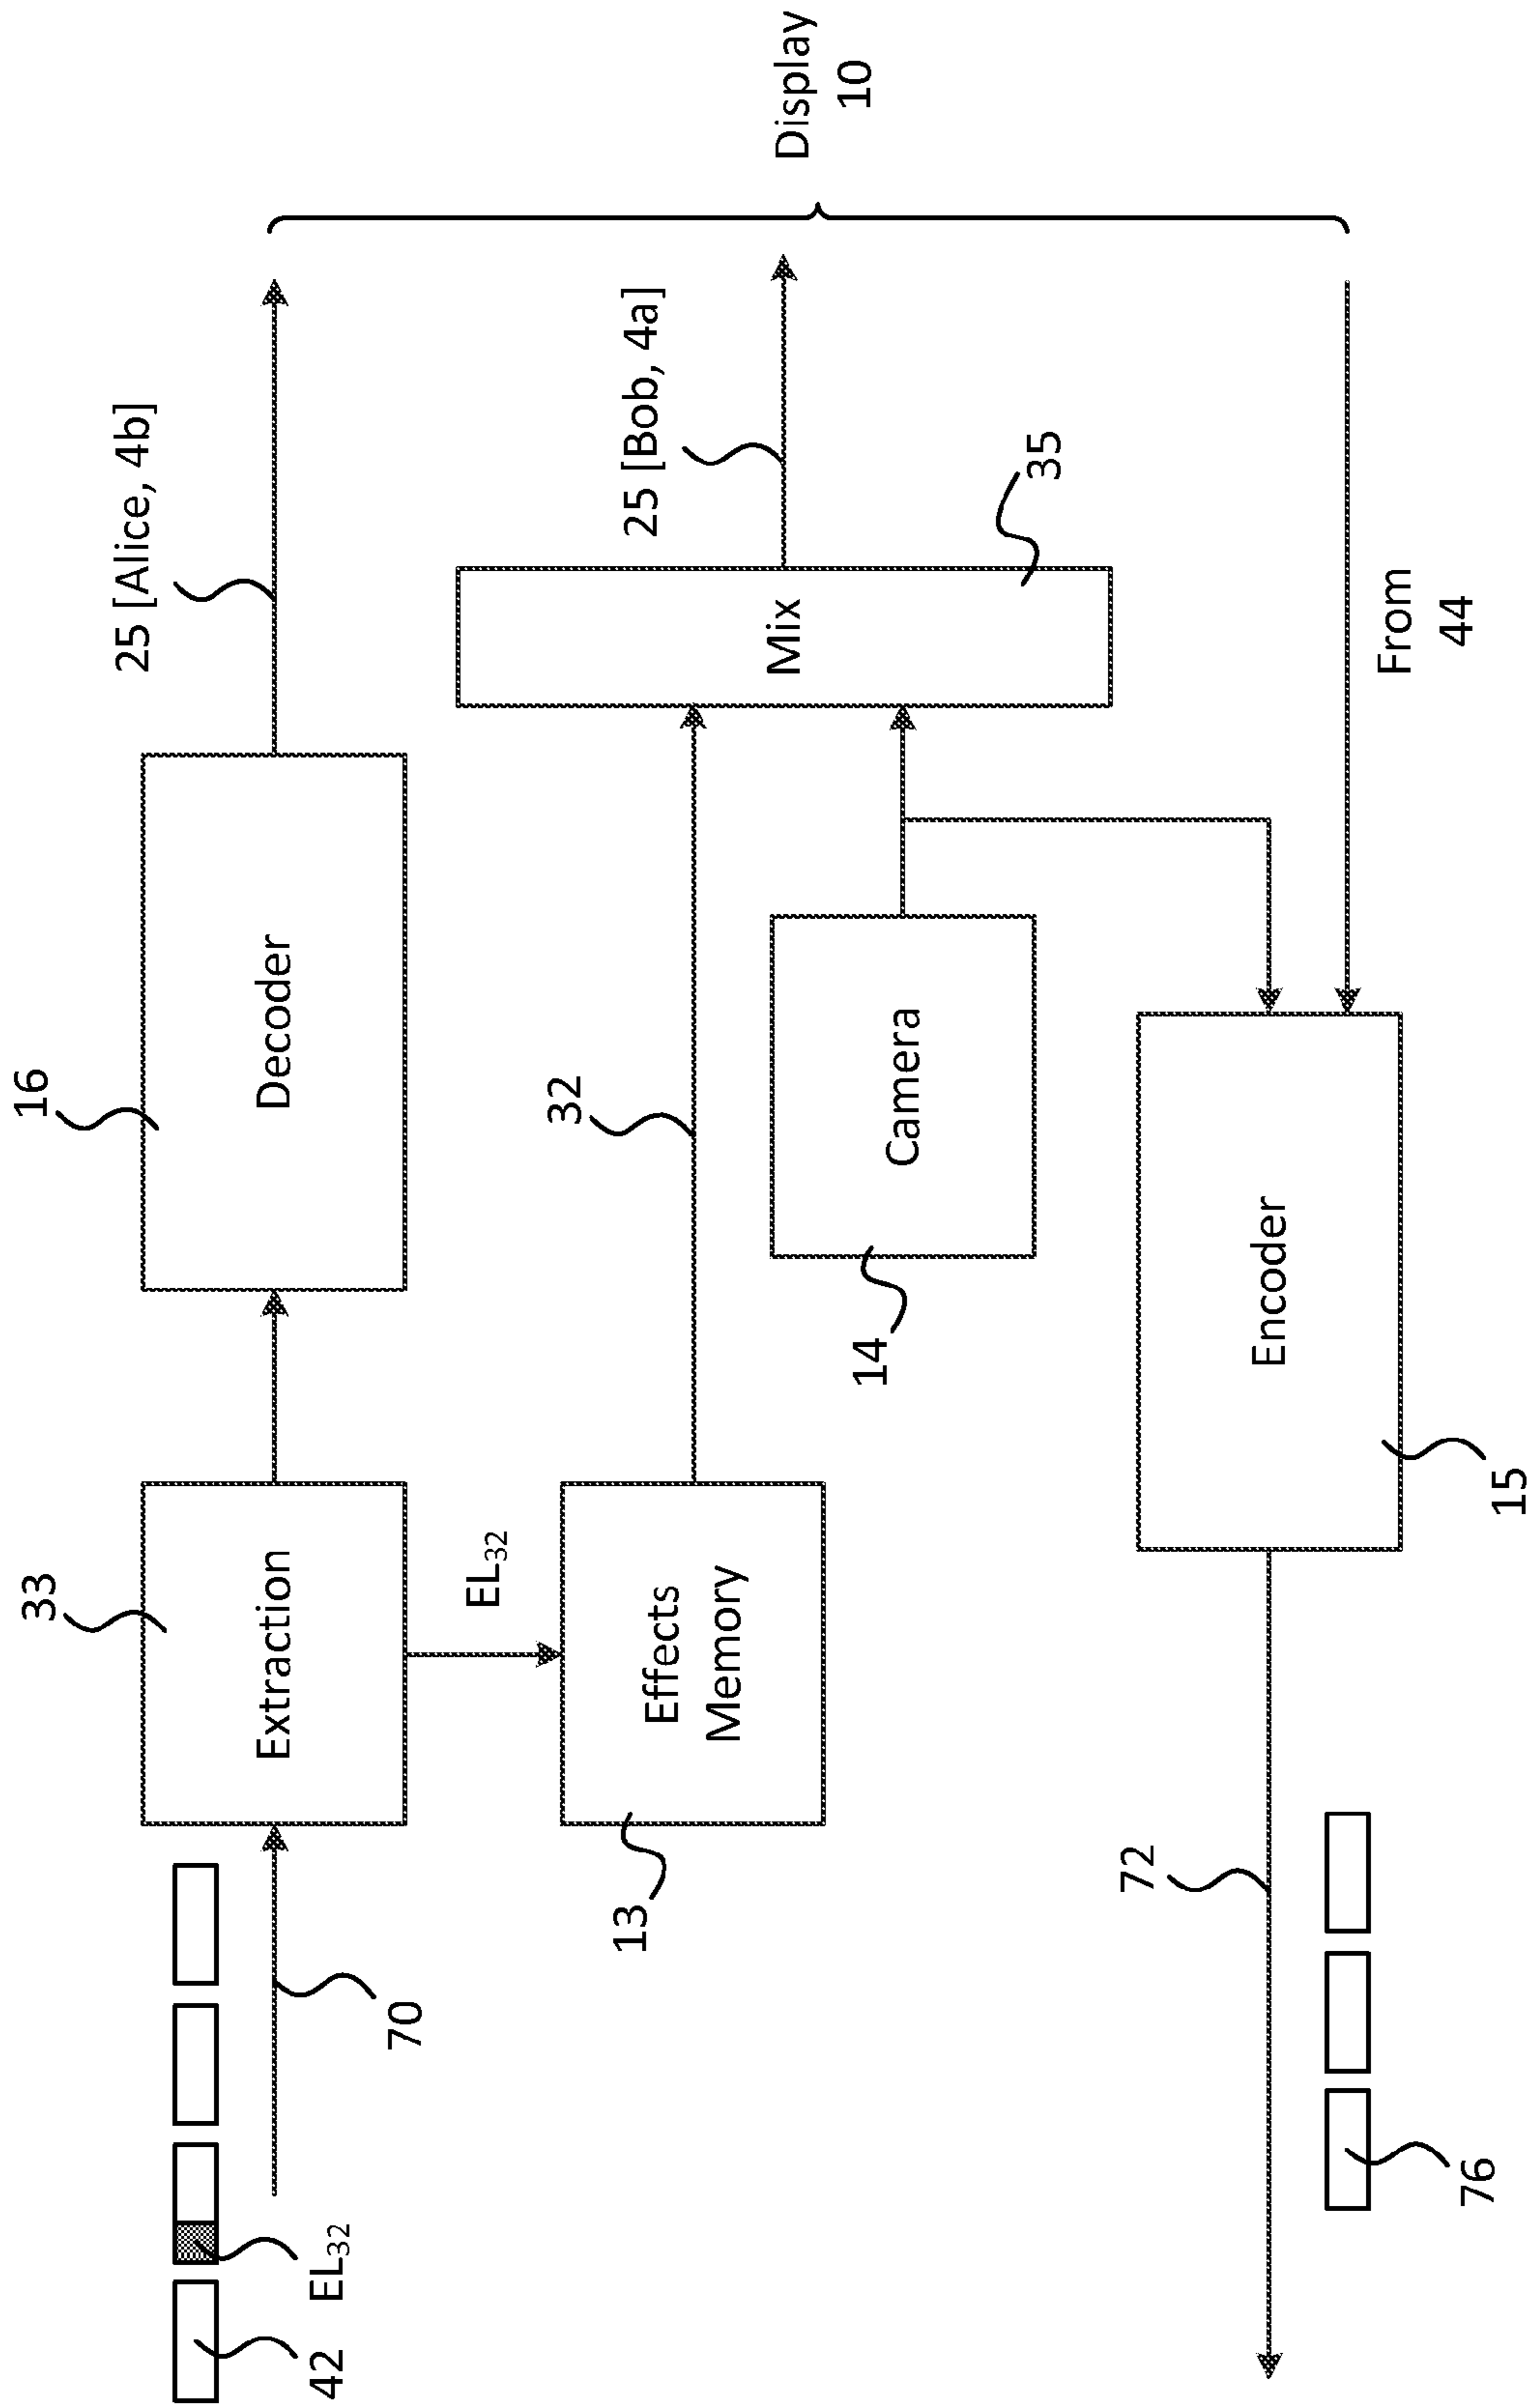 42
EL32
70
33
Extraction
EL32
13
Effects
Memory
16
Decoder
25 [Alice, 4b]
32
14
Camera
Mix
35
25 [Bob, 4a]
Display
10
72
76
Encoder
15
From
44